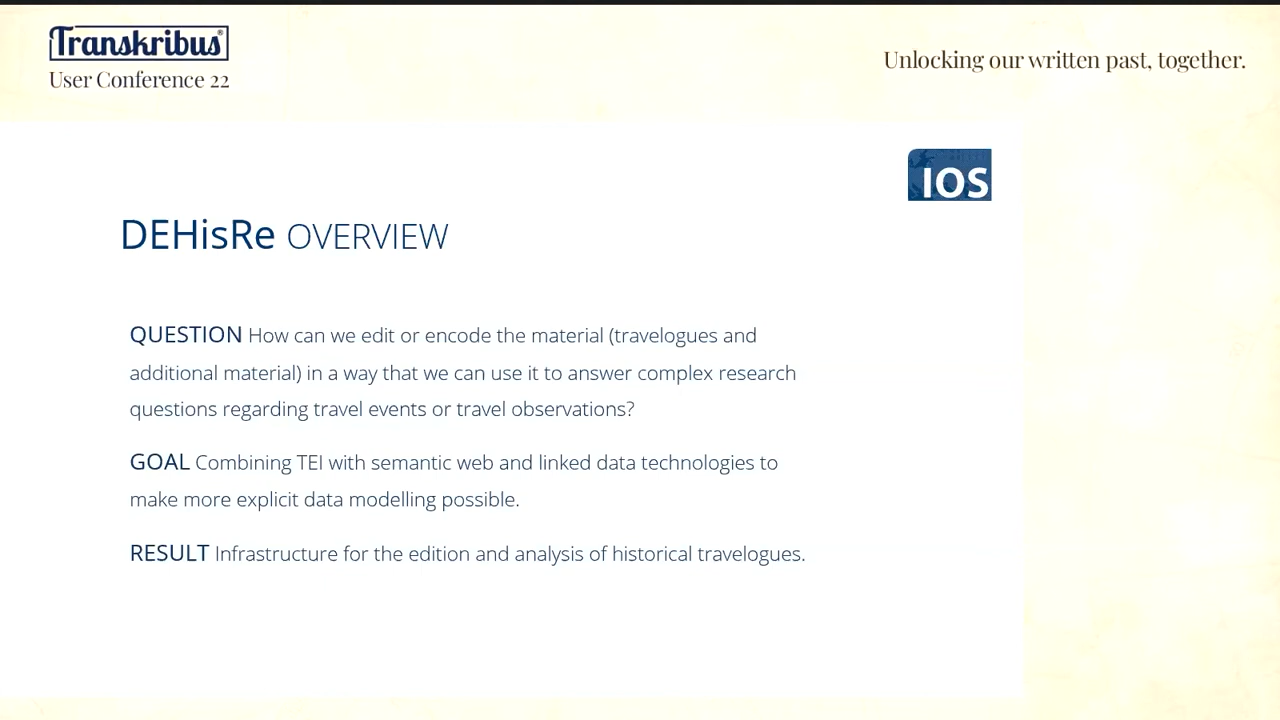 Transkribus®
User Conference 22
Unlocking our written past, together.
IOS
DEHisRe OVERVIEW
QUESTION How can we edit or encode the material (travelogues and
additional material) in a way that we can use it to answer complex research
questions regarding travel events or travel observations?
GOAL Combining TEI with semantic web and linked data technologies to
make more explicit data modelling possible.
RESULT Infrastructure for the edition and analysis of historical travelogues.